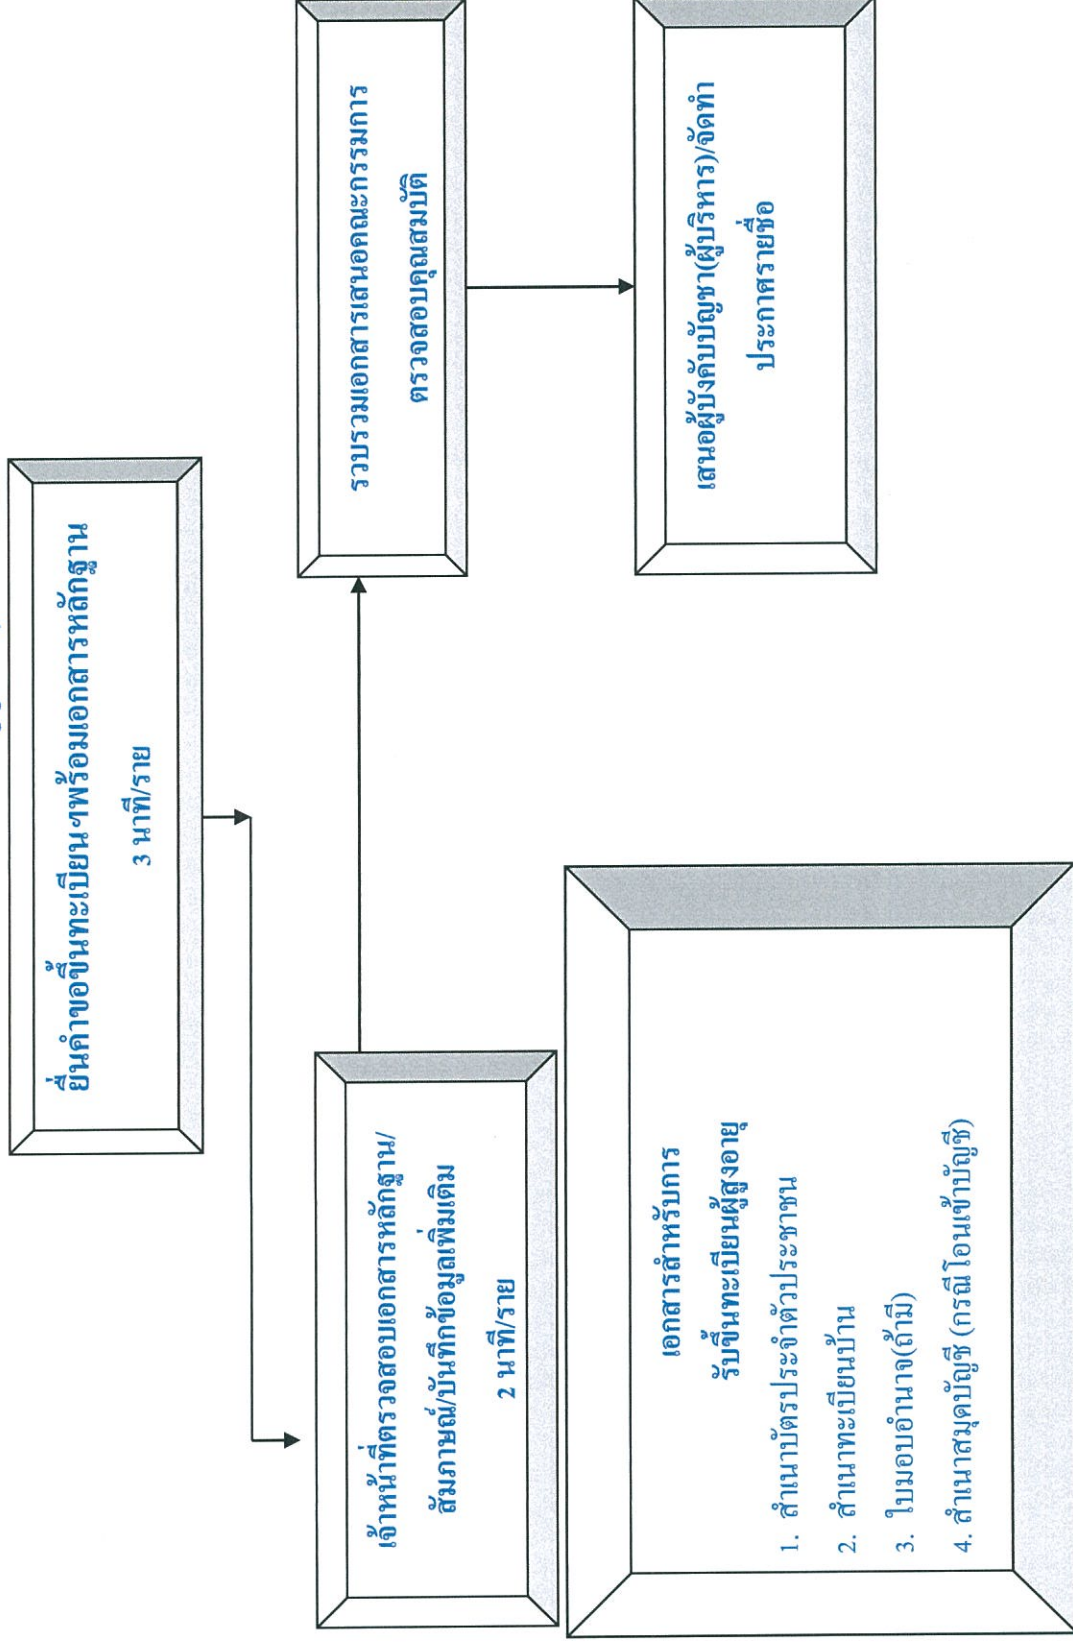 ยื่นคำขอขึ้นทะเบียนฯพร้อมเอกสารหลักฐาน
3 นาที/ราย
เจ้าหน้าที่ตรวจสอบเอกสารหลักฐาน/
สัมภาษณ์/บันทึกข้อมูลเพิ่มเติม
2 นาที/ราย
รวบรวมเอกสารเสนอคณะกรรมการ
ตรวจสอบคุณสมบัติ
เสนอผู้บังคับบัญชา(ผู้บริหาร)/จัดทำ
ประกาศรายชื่อ
เอกสารสำหรับการ
รับขึ้นทะเบียนผู้สูงอายุ
1. สำเนาบัตรประจำตัวประชาชน
2. สำเนาทะเบียนบ้าน
3. ใบมอบอำนาจ(ถ้ามี)
4. สำเนาสมุดบัญชี (กรณีโอนเข้าบัญชี)